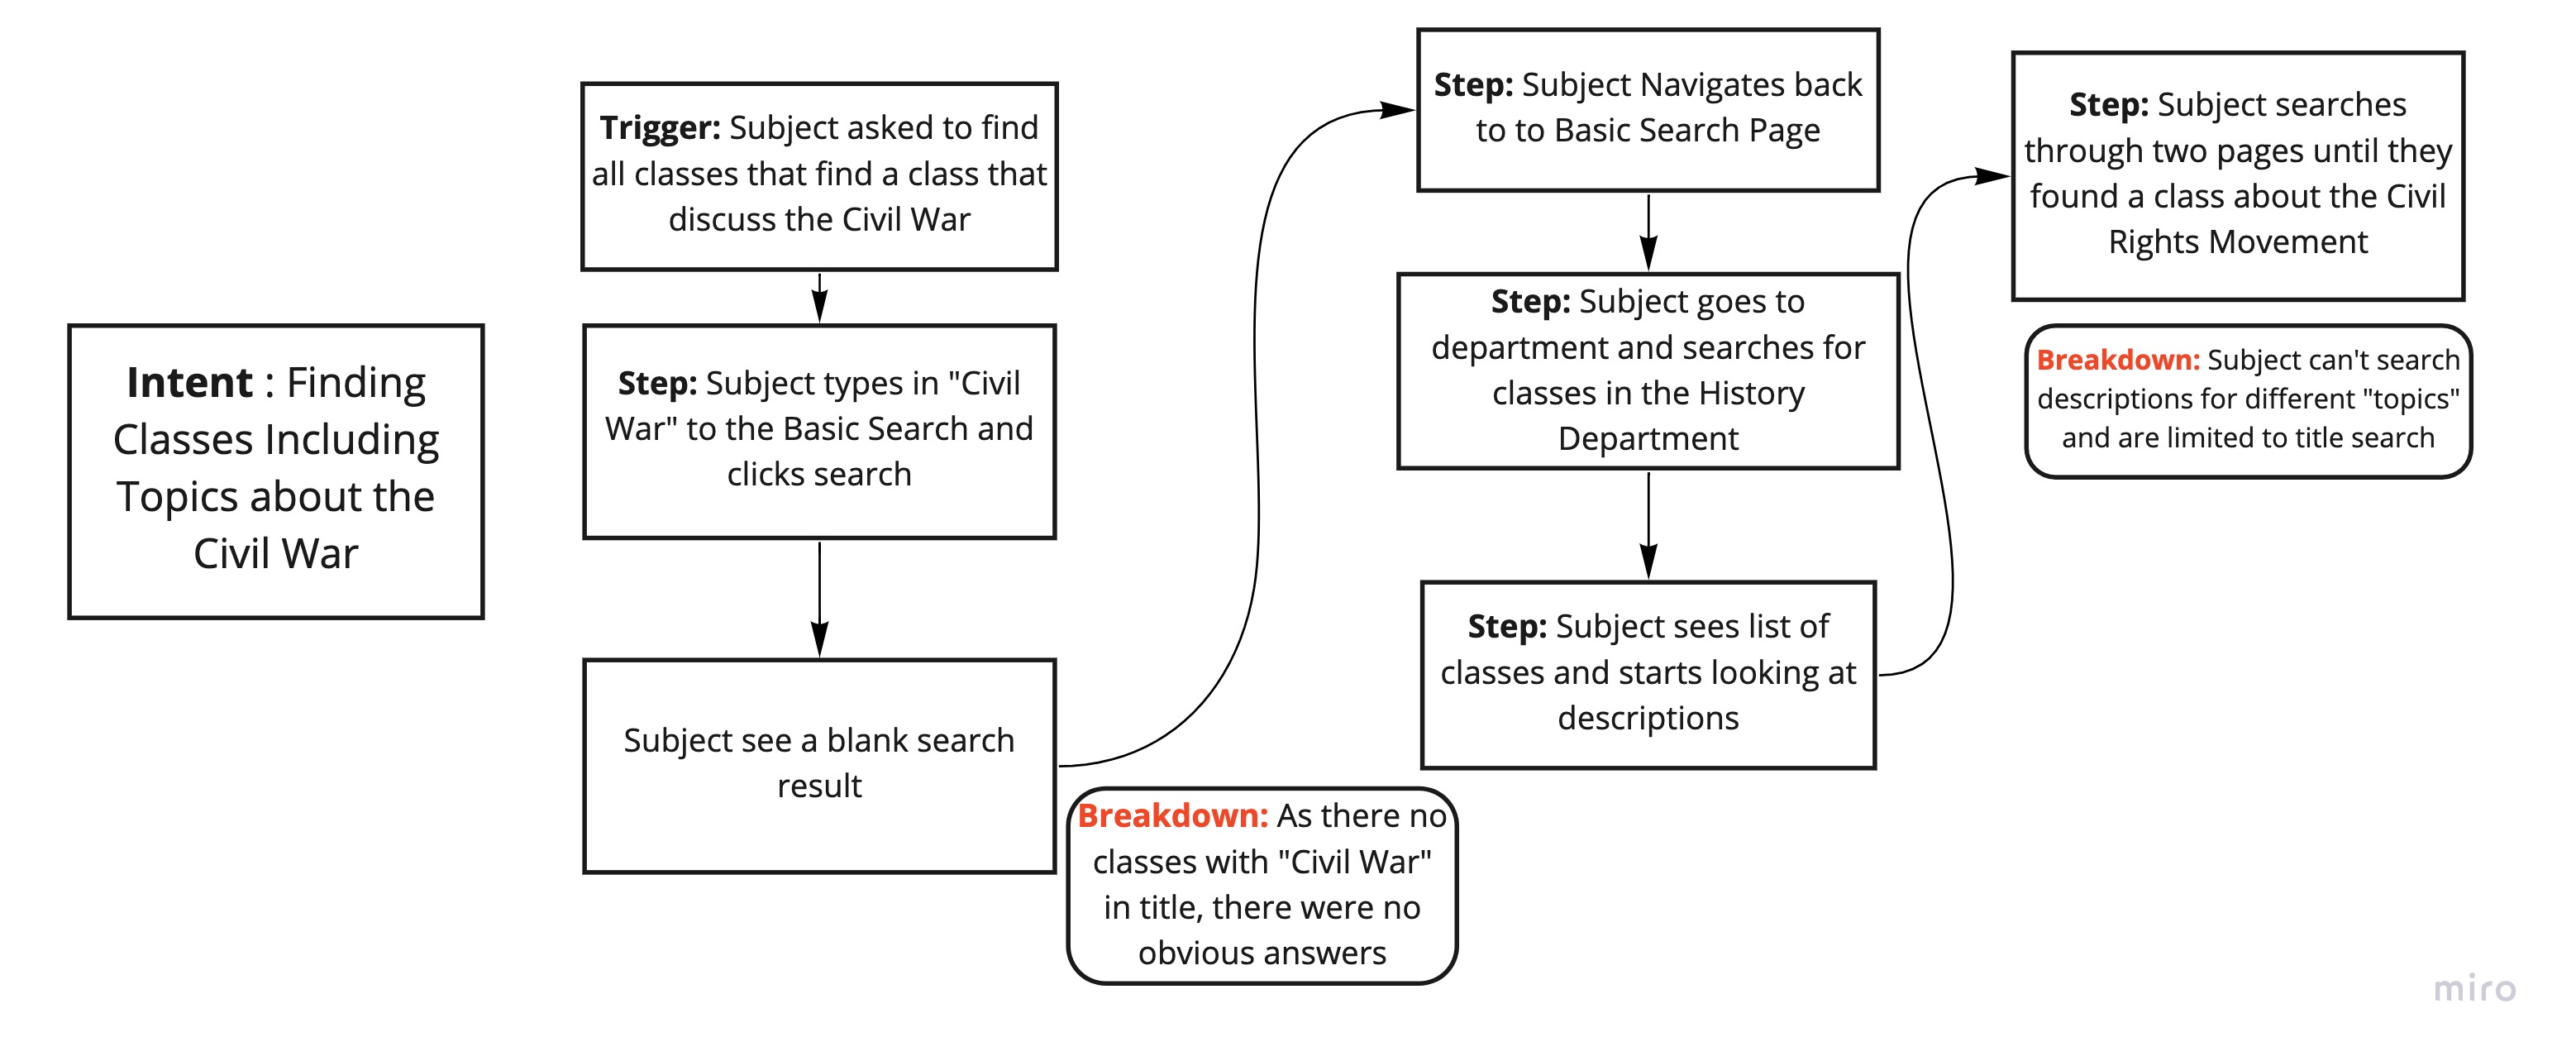 Intent : Finding
Classes Including
Topics about the
Civil War
Trigger: Subject asked to find
all classes that find a class that
discuss the Civil War
Step: Subject types in "Civil
War" to the Basic Search and
clicks search
Subject see a blank search
result
Breakdown: As there no
classes with "Civil War"
in title, there were no
obvious answers
Step: Subject Navigates back
to to Basic Search Page
Step: Subject goes to
department and searches for
classes in the History
Department
Step: Subject sees list of
classes and starts looking at
descriptions
Step: Subject searches
through two pages until they
found a class about the Civil
Rights Movement
Breakdown: Subject can't search
descriptions for different "topics"
and are limited to title search
miro